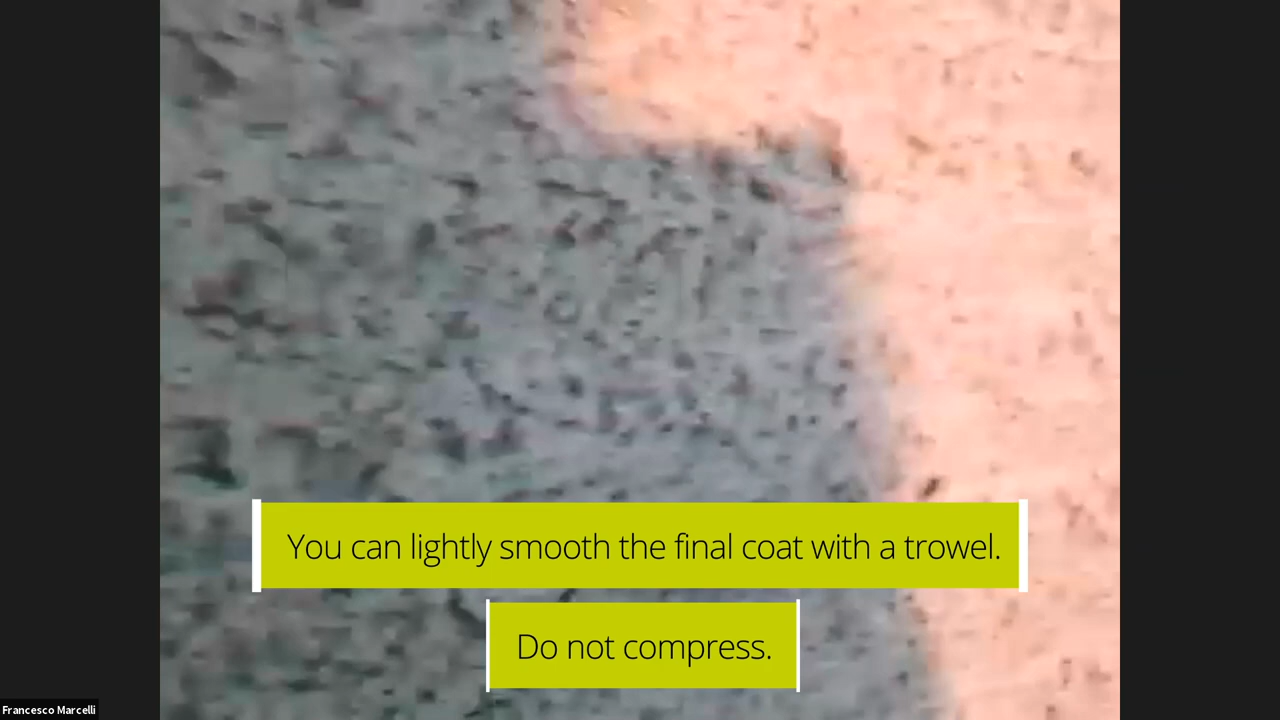 You can lightly smooth the final coat with a trowel.
Do not compress.
Francesco Marcelli